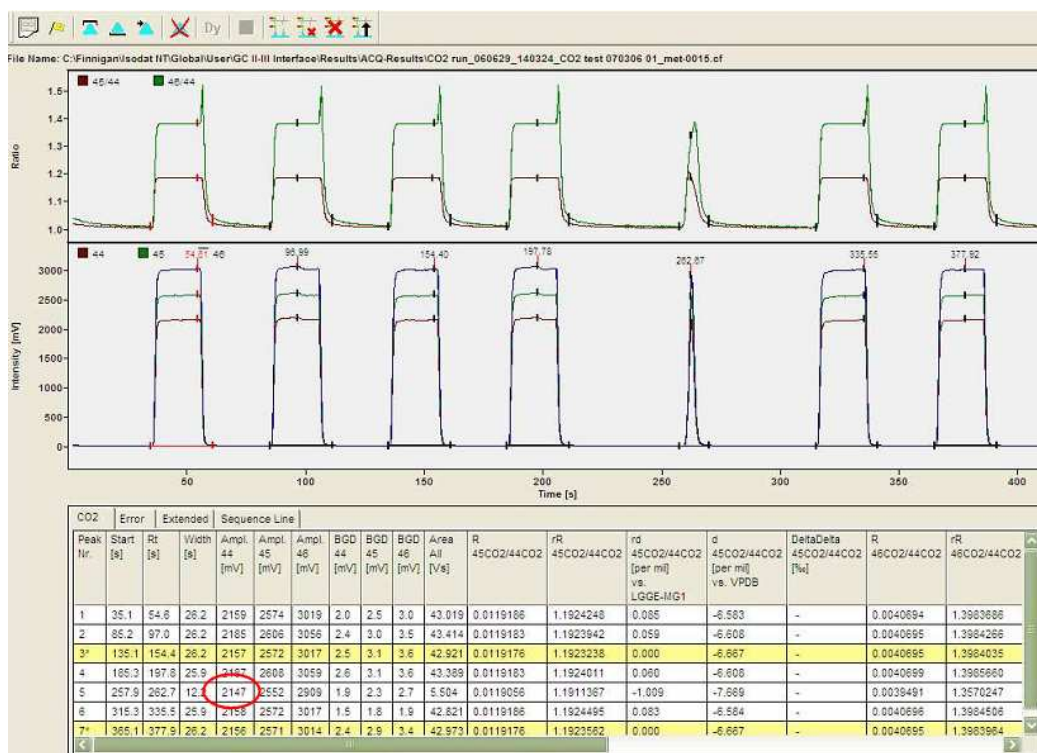 Dy
File Name: C:\Finnigan\Isodat NT\Global\User\GC II-III Interface\Results\ACQ-Results\CO2 run_060629_140324_CO2 test 070306 01_met-0015.cf
45/44 46/44
1.5
1.4
1.3
1.2
1.1
1.0
Ratio
44 45 54,61 46 96,99 154,40 197,78 262,67 335,55 377,92
3000
2500
2000
1500
1000
500
0
Intensity [mV]
50 100 150 200 250 300 350 400
Time [s]
CO2 Error Extended Sequence Line
Peak Start Rt Width Ampl. Ampl. Ampl. BGD BGD BGD Area R rR rd d DeltaDelta R rR
Nr. [s] [s] [s] 44 45 46 44 45 46 All 45CO2/44CO2 45CO2/44CO2 45CO2/44CO2 45CO2/44CO2 45CO2/44CO2 46CO2/44CO2 46CO2/44CO2
[mV] [mV] [mV] [mV] [mV] [mV] [Vs] [per mil] [per mil] [‰]
vs. vs. VPDB
LGGE-MG1
1 35.1 54.6 26.2 2159 2574 3019 2.0 2.5 3.0 43.019 0.0119186 1.1924248 0.085 -6.583 - 0.0040694 1.3983686
2 85.2 97.0 26.2 2185 2606 3056 2.4 3.0 3.5 43.414 0.0119183 1.1923942 0.059 -6.608 - 0.0040695 1.3984266
3* 135.1 154.4 26.2 2157 2572 3017 2.5 3.1 3.6 42.921 0.0119176 1.1923238 0.000 -6.667 - 0.0040695 1.3984035
4 185.3 197.8 25.9 2187 2608 3059 2.6 3.1 3.6 43.389 0.0119184 1.1924011 0.060 -6.608 - 0.0040699 1.3985660
5 257.9 262.7 2147 2552 2909 1.9 2.3 2.7 5.504 0.0119056 1.1911367 -1.009 -7.669 - 0.0039491 1.3570247
6 315.3 335.5 25.9 2158 2572 3017 1.5 1.8 1.9 42.821 0.0119186 1.1924495 0.083 -6.584 - 0.0040696 1.3984506
7* 365.1 377.9 26.2 2156 2571 3014 2.4 2.9 3.4 42.973 0.0119186 1.1923562 0.000 -6.667 - 0.0040695 1.3983964